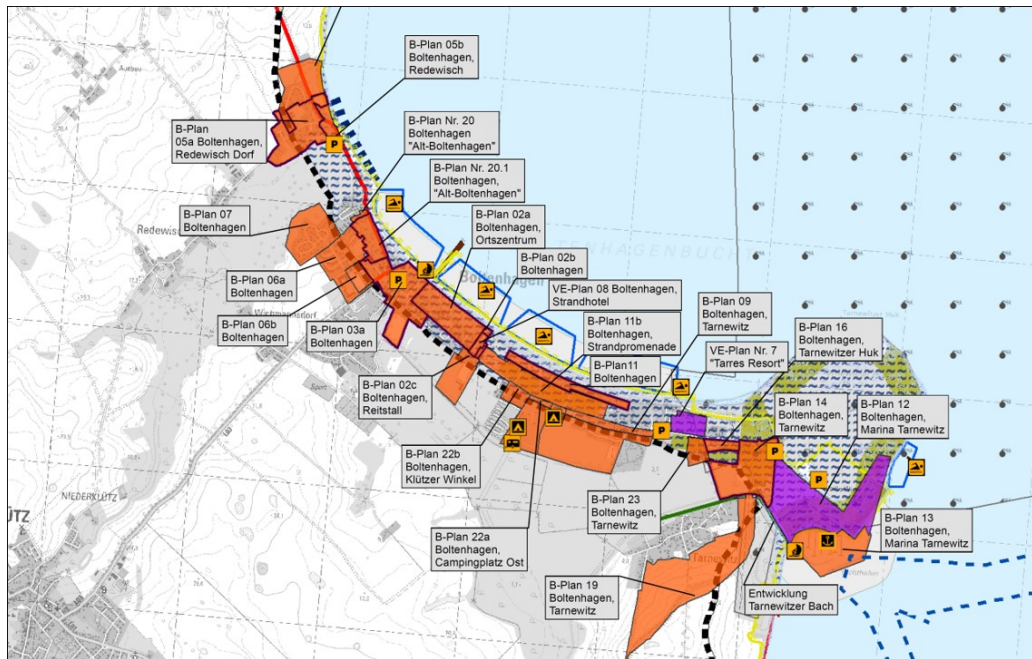 B-Plan 05b
Boltenhagen,
Redewisch
B-Plan
05a Boltenhagen,
Redewisch Dorf
B-Plan Nr. 20
Boltenhagen
"Alt-Boltenhagen"
B-Plan Nr. 20.1
Boltenhagen,
"Alt-Boltenhagen"
B-Plan 07
Boltenhagen
B-Plan 02a
Boltenhagen,
Ortszentrum
B-Plan 02b
Boltenhagen
B-Plan 06a
Boltenhagen
VE-Plan 08 Boltenhagen,
Strandhotel
B-Plan 09
Boltenhagen,
Tarnewitz
B-Plan 06b
Boltenhagen
B-Plan 03a
Boltenhagen
B-Plan 11b
Boltenhagen,
Strandpromenade
B-Plan 16
Boltenhagen,
Tarnewitzer Huk
VE-Plan Nr. 7
"Tarres Resort"
B-Plan11
Boltenhagen
B-Plan 02c
Boltenhagen,
Reitstall
B-Plan 14
Boltenhagen,
Tarnewitz
B-Plan 12
Boltenhagen,
Marina Tarnewitz
B-Plan 22b
Boltenhagen,
Klützer Winkel
B-Plan 23
Boltenhagen,
Tarnewitz
B-Plan 22a
Boltenhagen,
Campingplatz Ost
B-Plan 13
Boltenhagen,
Marina Tarnewitz
B-Plan 19
Boltenhagen,
Tarnewitz
Entwicklung
Tarnewitzer Bach
Boltenhagen
TENHAGENBUCHT
NIEDERKLÜTZ
ÜTZ
P
P
P
P
P